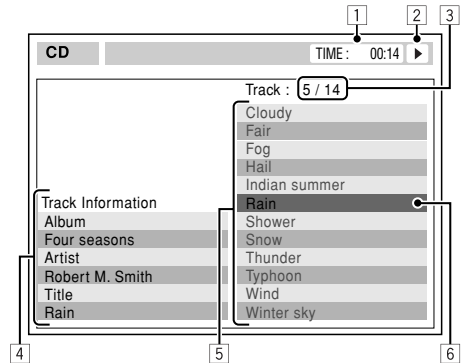 1 2 3
CD TIME : 00:14
Track : 5 / 14
Cloudy
Fair
Fog
Hail
Indian summer
Rain
Shower
Snow
Thunder
Typhoon
Wind
Winter sky
Track Information
Album
Four seasons
Artist
Robert M. Smith
Title
Rain
4 5 6